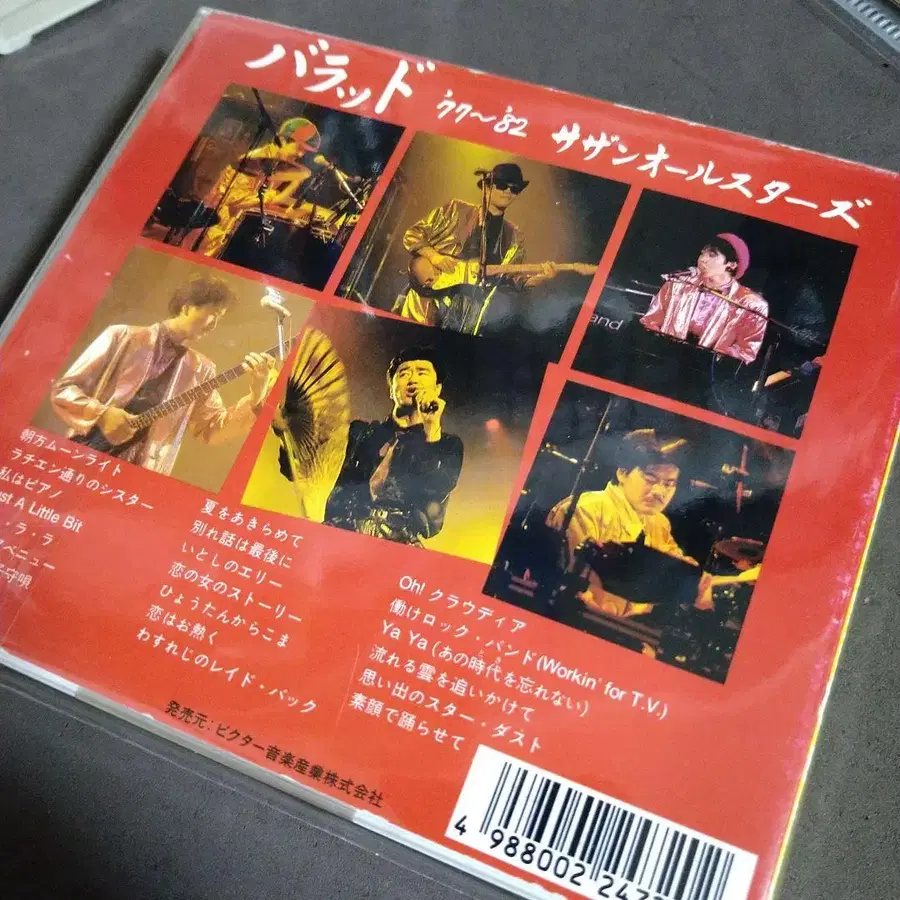 バラッド '77〜'82 サザンオールスターズ
and
朝方ムーンライト
ラチエン通りのシスター
私はピアノ
A Little Bit
ラ・ラ
ベニュー
守唄
夏をあきらめて
別れ話は最後に
いとしのエリー
恋の女のストーリー
ひょうたんからこま
恋はお熱く
わすれじのレイド・バック
Oh! クラウディア
働けロック・バンド(Workin' for T.V.)
Ya Ya (あの時代を忘れない)
とき
流れる雲を追いかけて
思い出のスター・ダスト
素顔で踊らせて
発売元:ビクター音楽産業株式会社
4 988002 247